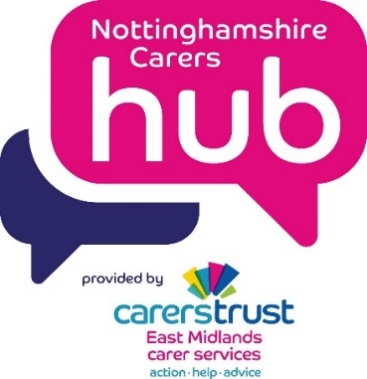 Nottinghamshire
Carers
hub
provided by
carerstrust
East Midlands
carer services
action·help·advice